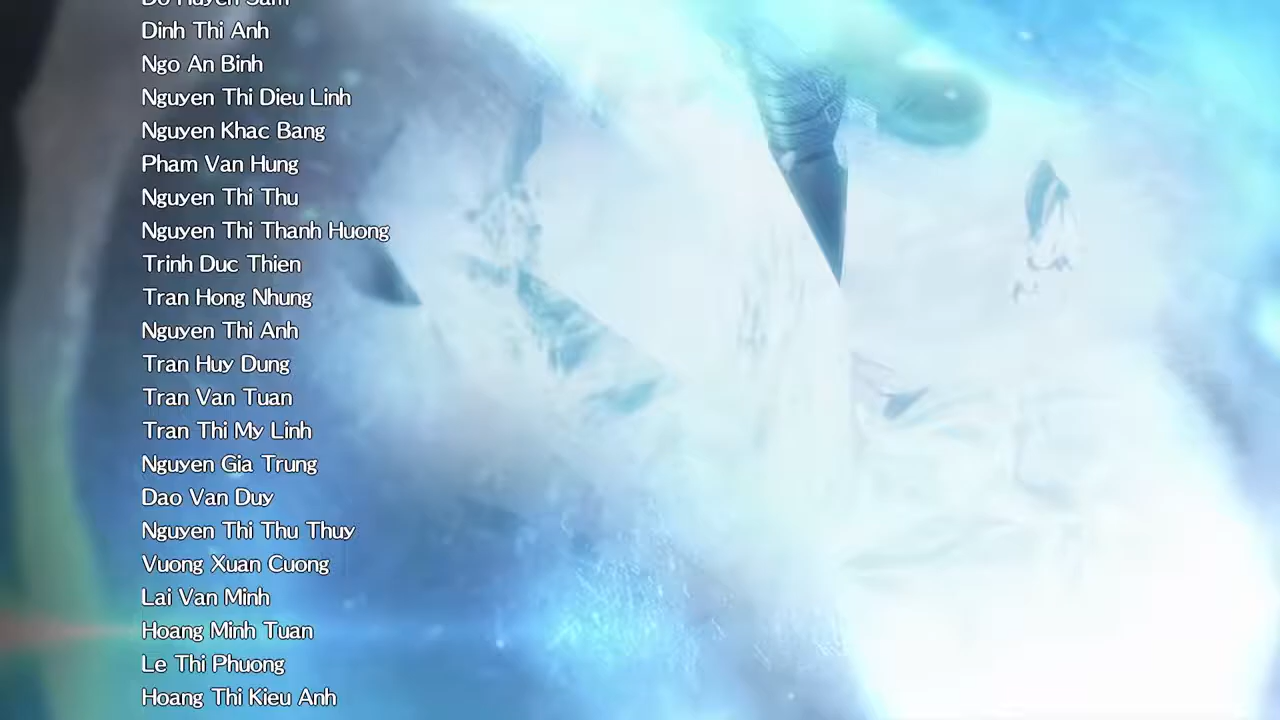 Do Huyen Sam
Dinh Thi Anh
Ngo An Binh
Nguyen Thi Dieu Linh
Nguyen Khac Bang
Pham Van Hung
Nguyen Thi Thu
Nguyen Thi Thanh Huong
Trinh Duc Thien
Tran Hong Nhung
Nguyen Thi Anh
Tran Huy Dung
Tran Van Tuan
Tran Thi My Linh
Nguyen Gia Trung
Dao Van Duy
Nguyen Thi Thu Thuy
Vuong Xuan Cuong
Lai Van Minh
Hoang Minh Tuan
Le Thi Phuong
Hoang Thi Kieu Anh